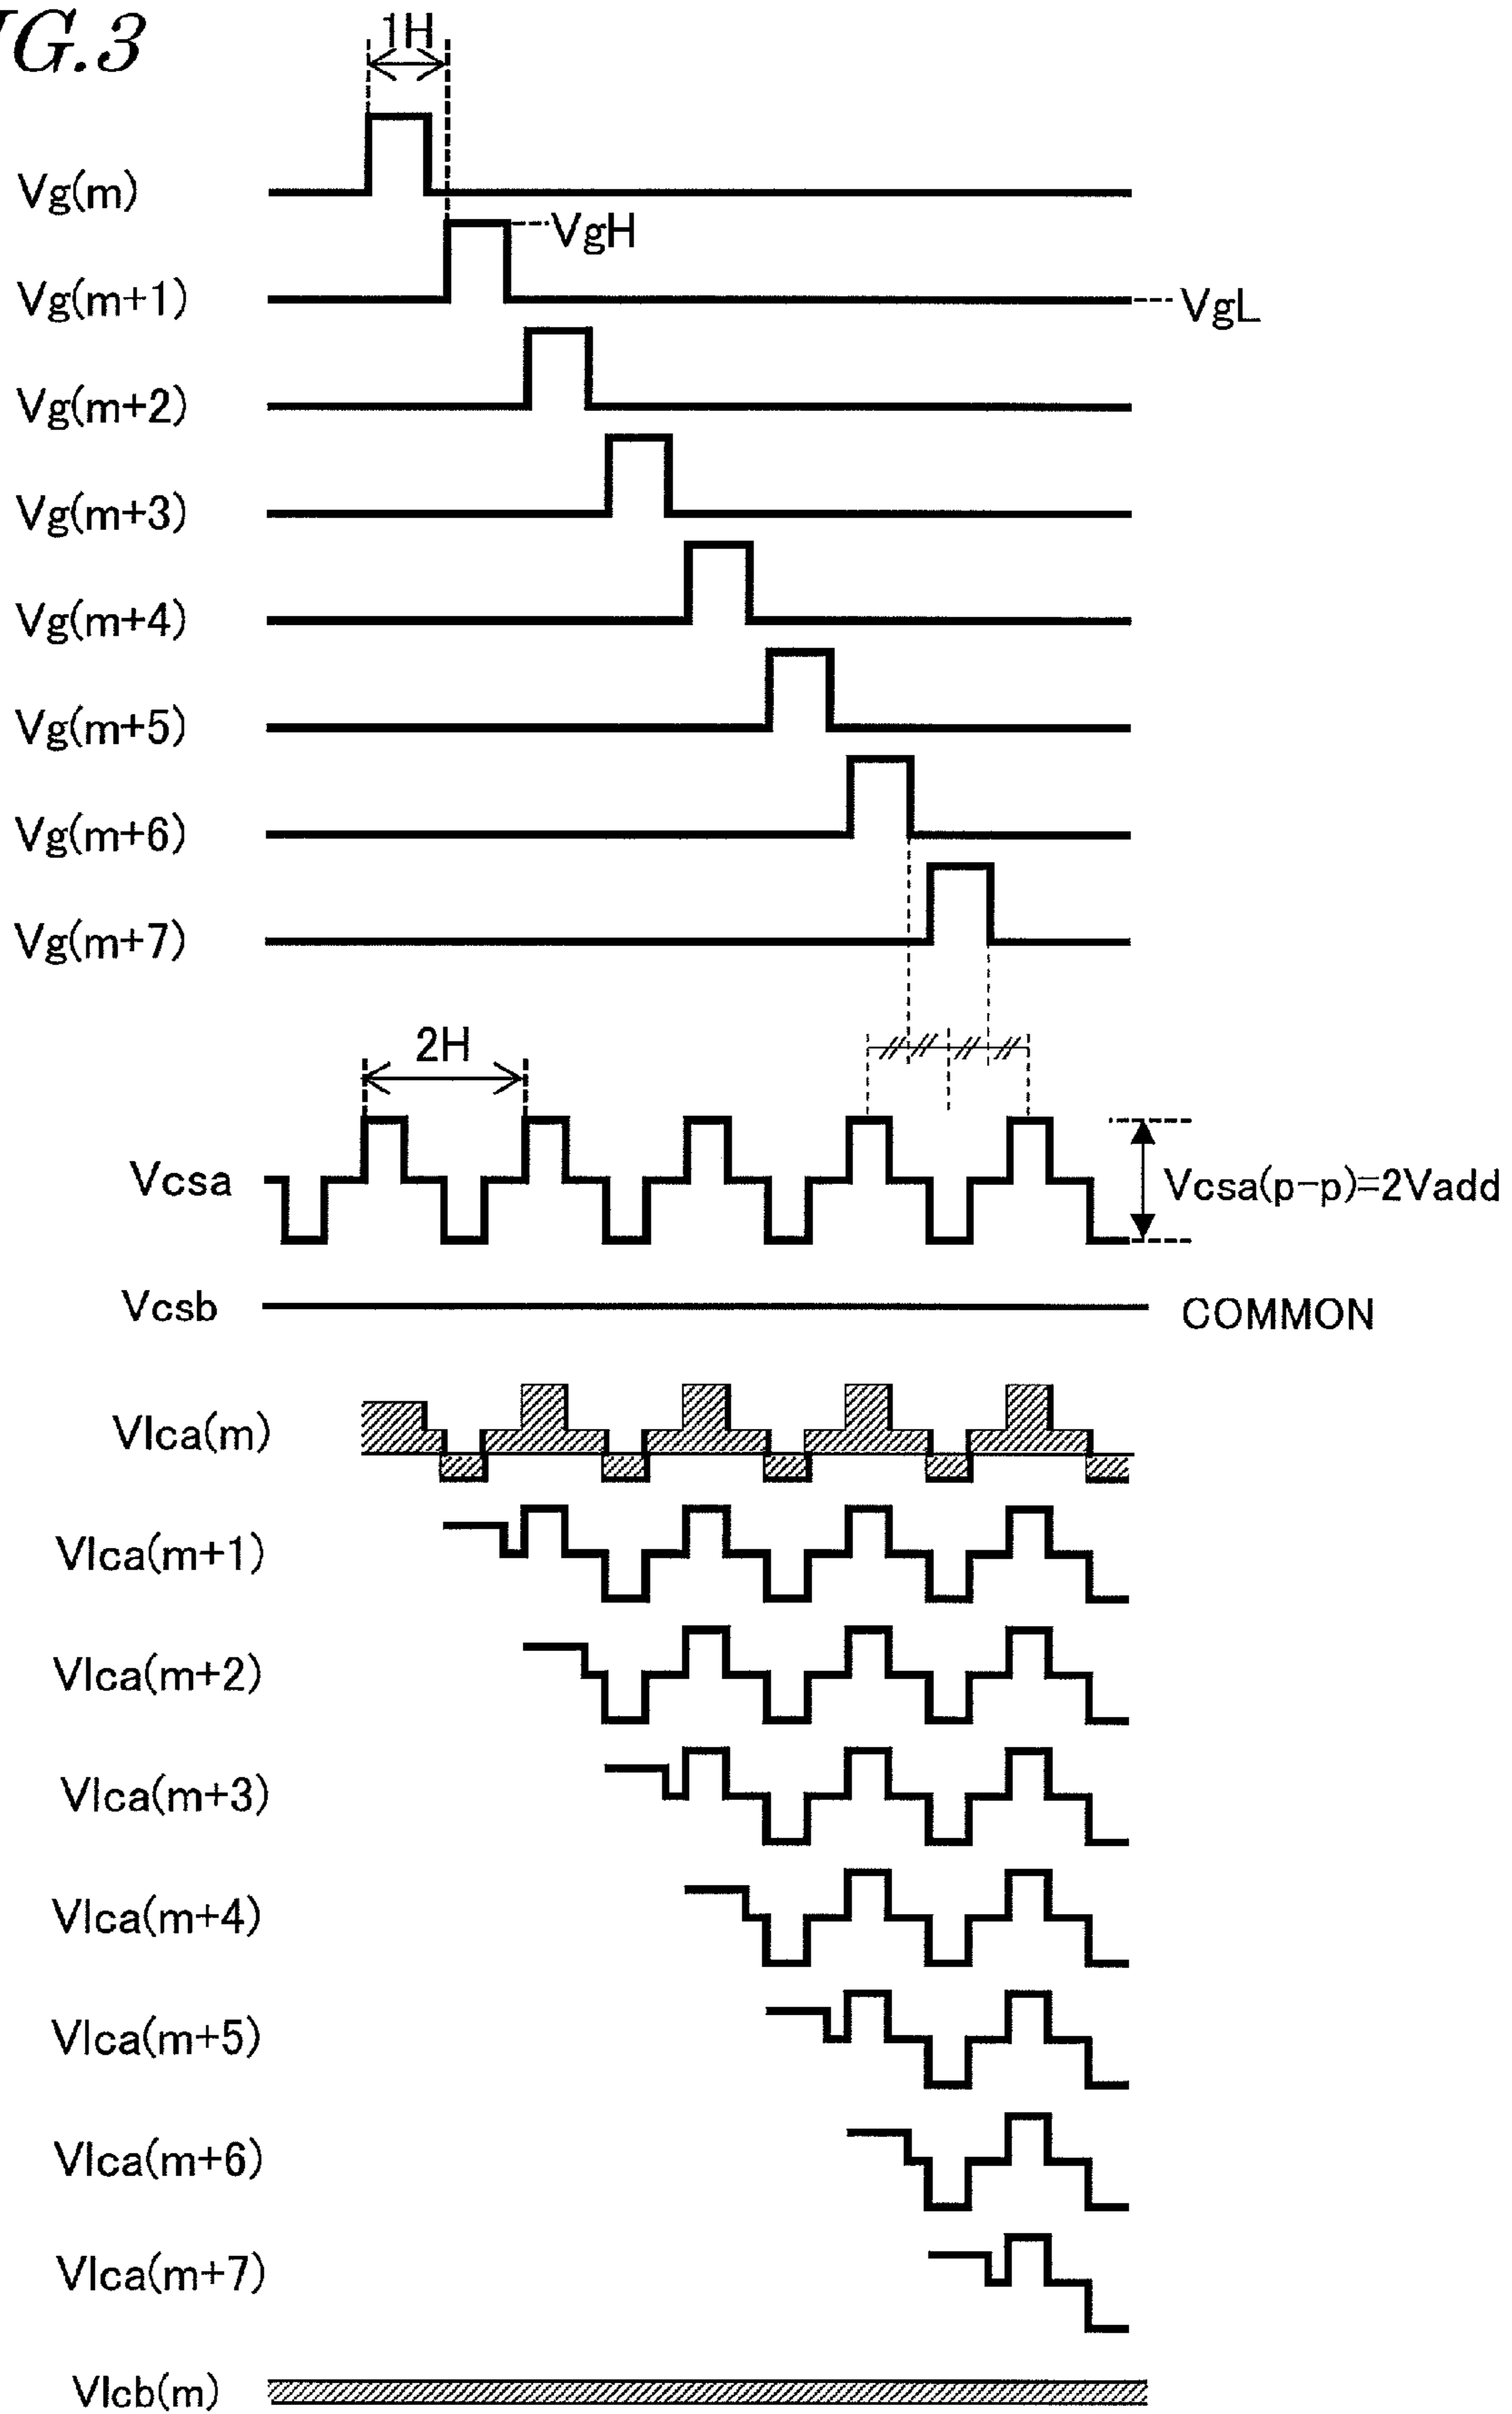 IG.3
1H
Vg(m)
VgH
Vg(m+1)
VgL
Vg(m+2)
Vg(m+3)
Vg(m+4)
Vg(m+5)
Vg(m+6)
Vg(m+7)
2H
Vcsa
Vcsa(p-p)=2Vadd
Vcsb
COMMON
Vlca(m)
Vlca(m+1)
Vlca(m+2)
Vlca(m+3)
Vlca(m+4)
Vlca(m+5)
Vlca(m+6)
Vlca(m+7)
Vlcb(m)